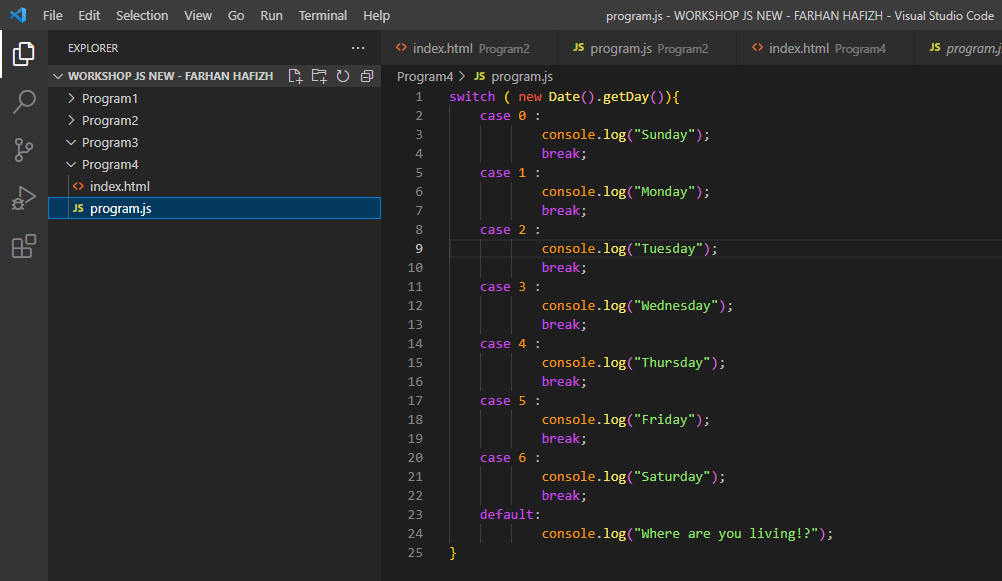 File Edit Selection View Go Run Terminal Help program.js - WORKSHOP JS NEW - FARHAN HAFIZH - Visual Studio Code
EXPLORER ···
WORKSHOP JS NEW - FARHAN HAFIZH
Program1
Program2
Program3
Program4
<> index.html
JS program.js
<> index.html Program2 JS program.js Program2 <> index.html Program4 JS program.j
Program4 > JS program.js
1 switch ( new Date().getDay()){
2 case 0 :
3 console.log("Sunday");
4 break;
5 case 1 :
6 console.log("Monday");
7 break;
8 case 2 :
9 console.log("Tuesday");
10 break;
11 case 3 :
12 console.log("Wednesday");
13 break;
14 case 4 :
15 console.log("Thursday");
16 break;
17 case 5 :
18 console.log("Friday");
19 break;
20 case 6 :
21 console.log("Saturday");
22 break;
23 default:
24 console.log("Where are you living!?");
25 }